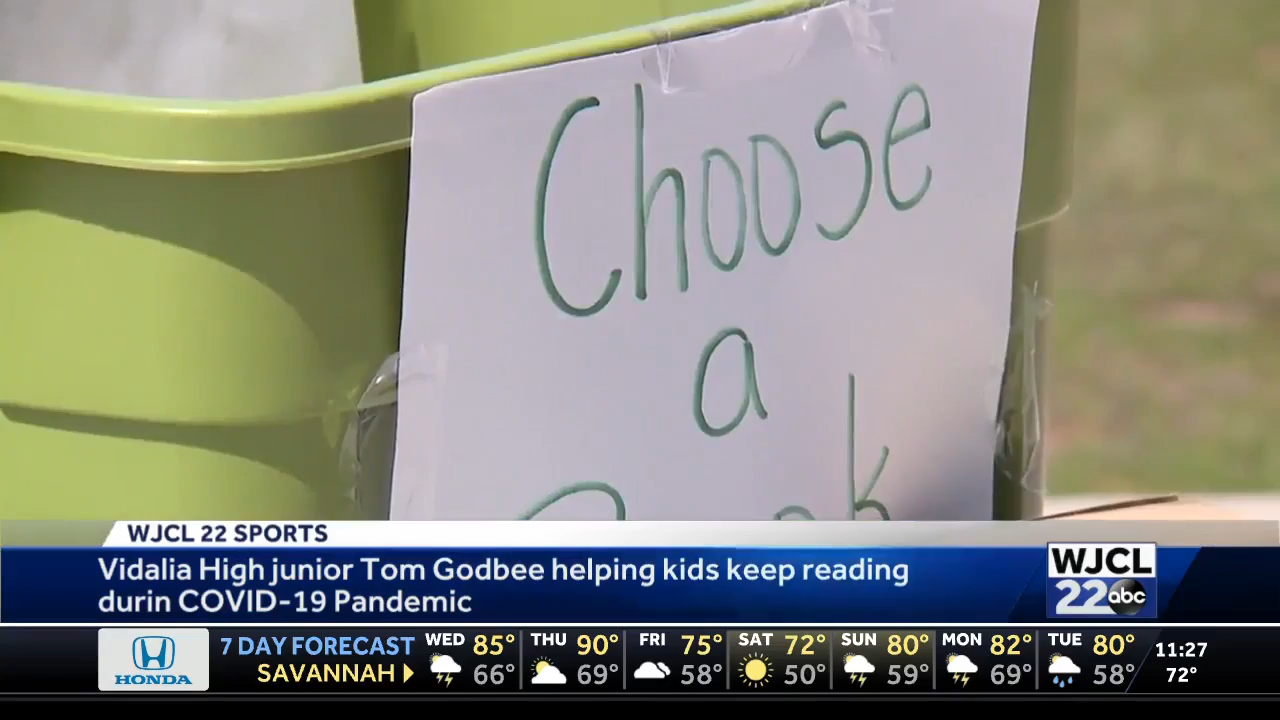 Choose
a
WJCL 22 SPORTS
Vidalia High junior Tom Godbee helping kids keep reading
durin COVID-19 Pandemic
WJCL
22 abc
HONDA
7 DAY FORECAST
SAVANNAH
WED 85° 66°
THU 90° 69°
FRI 75° 58°
SAT 72° 50°
SUN 80° 59°
MON 82° 69°
TUE 80° 58°
11:27
72°